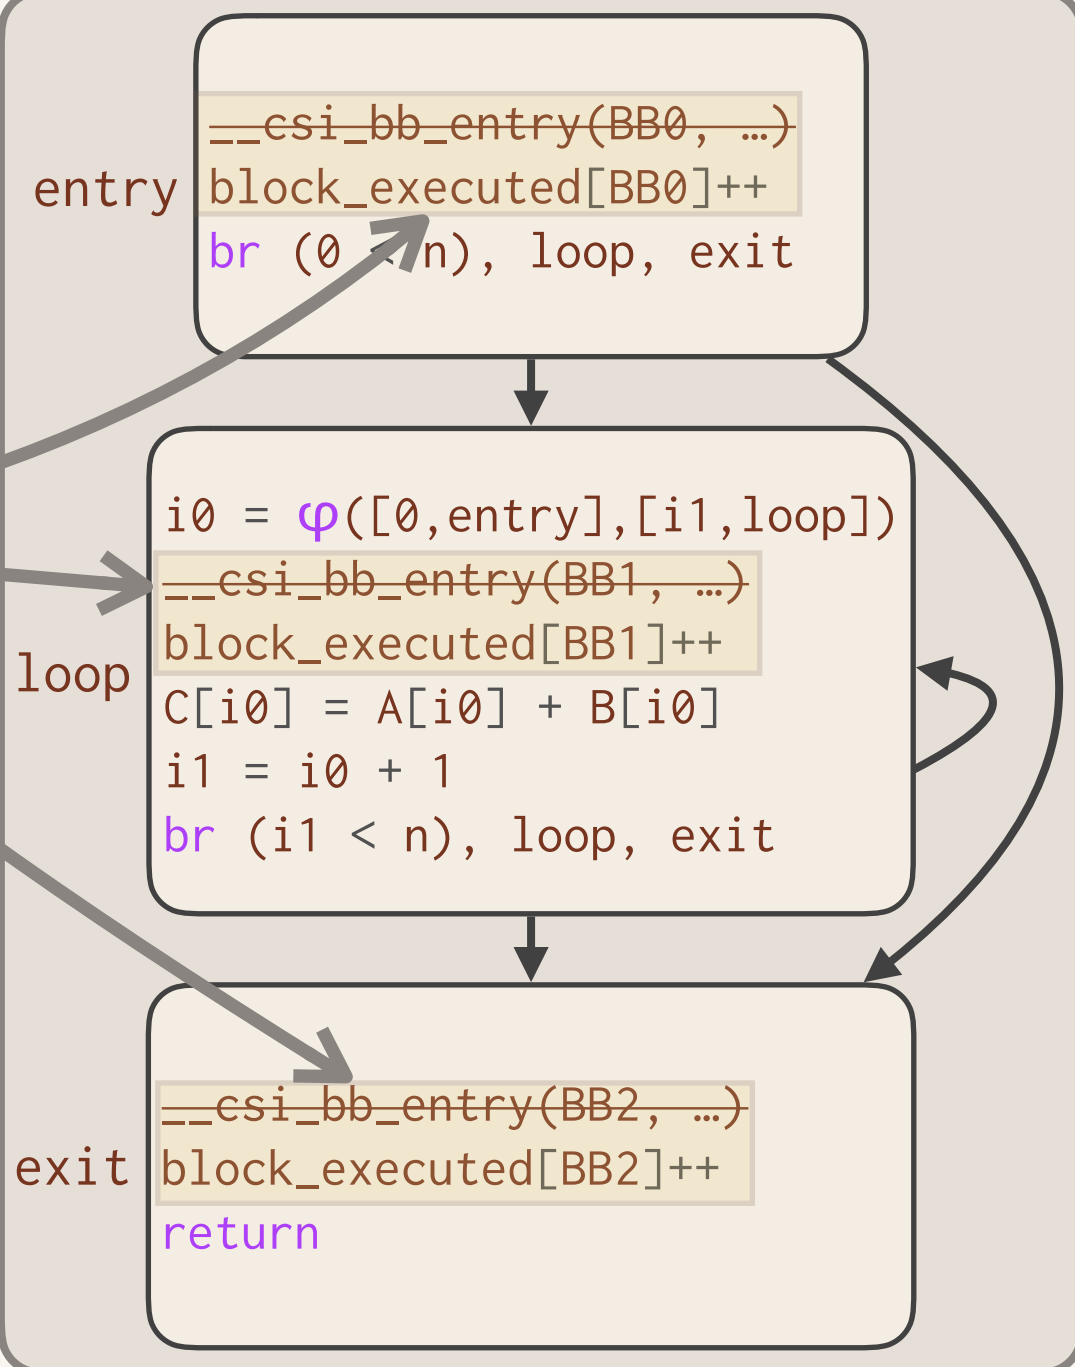 entry
__csi_bb_entry(BB0, …)
block_executed[BB0]++
br (0 < n), loop, exit
loop
i0 = φ([0,entry],[i1,loop])
__csi_bb_entry(BB1, …)
block_executed[BB1]++
C[i0] = A[i0] + B[i0]
i1 = i0 + 1
br (i1 < n), loop, exit
exit
__csi_bb_entry(BB2, …)
block_executed[BB2]++
return